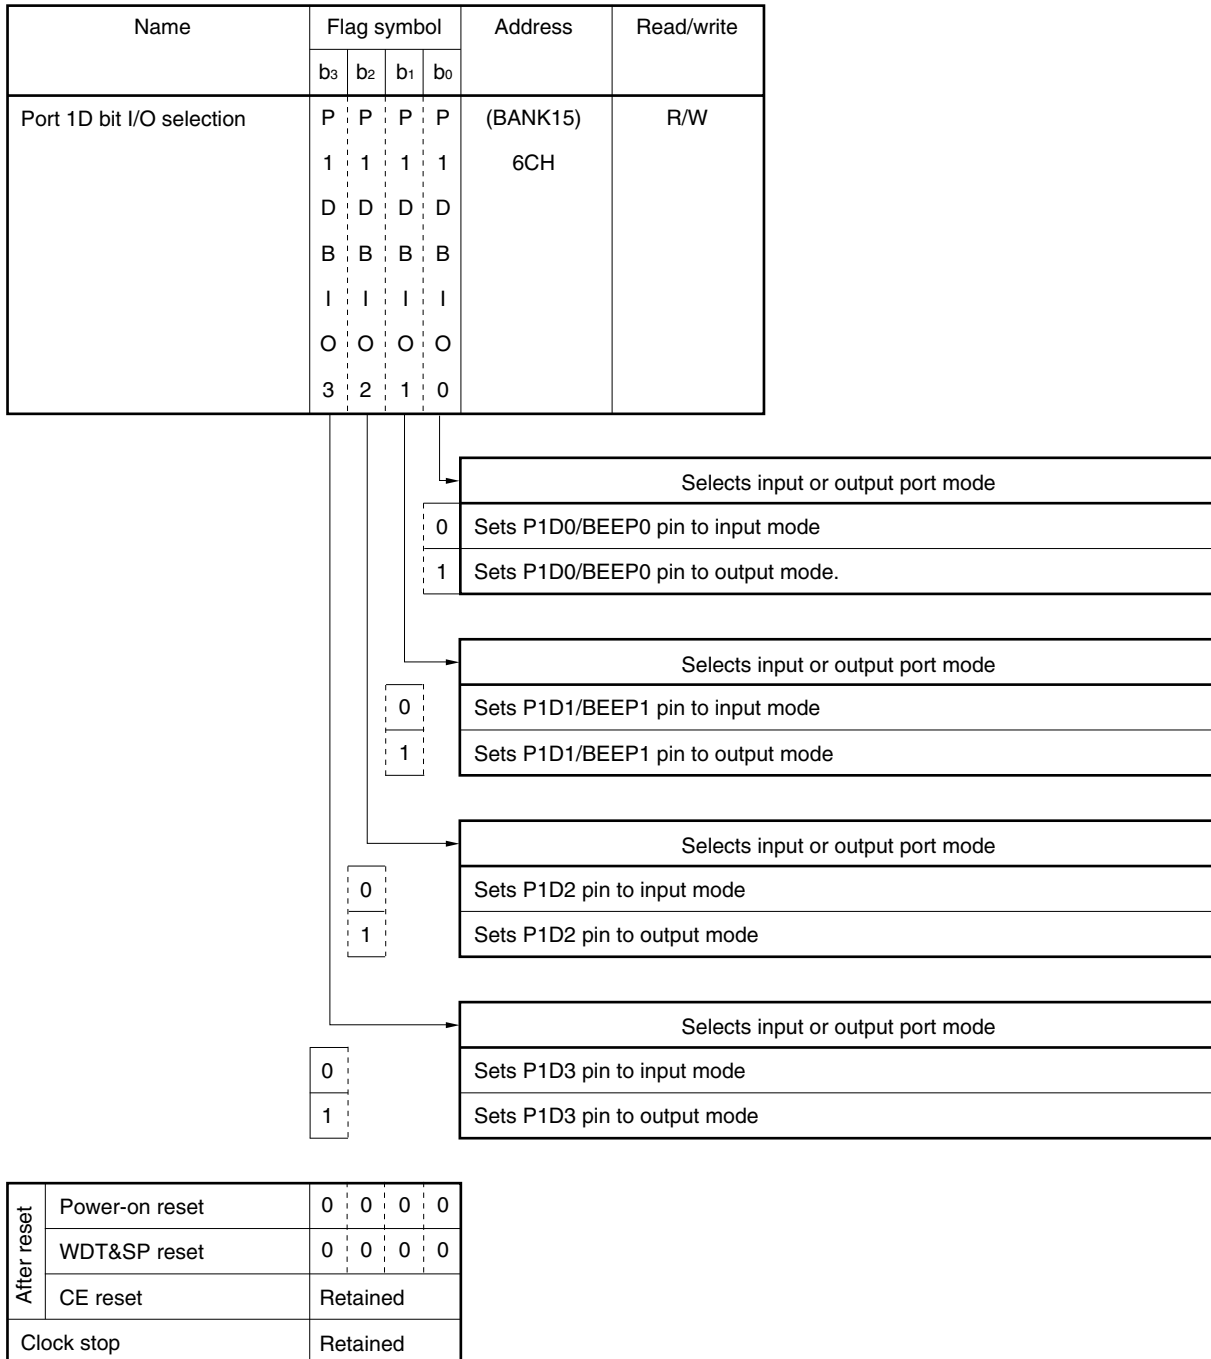 Name Flag symbol Address Read/write
b3 b2 b1 b0
Port 1D bit I/O selection P P P P (BANK15) R/W
1 1 1 1 6CH
D D D D
B B B B
I I I I
O O O O
3 2 1 0
Selects input or output port mode
0 Sets P1D0/BEEP0 pin to input mode
1 Sets P1D0/BEEP0 pin to output mode.
Selects input or output port mode
0 Sets P1D1/BEEP1 pin to input mode
1 Sets P1D1/BEEP1 pin to output mode
Selects input or output port mode
0 Sets P1D2 pin to input mode
1 Sets P1D2 pin to output mode
Selects input or output port mode
0 Sets P1D3 pin to input mode
1 Sets P1D3 pin to output mode
After reset
Power-on reset 0 0 0 0
WDT&SP reset 0 0 0 0
CE reset Retained
Clock stop Retained